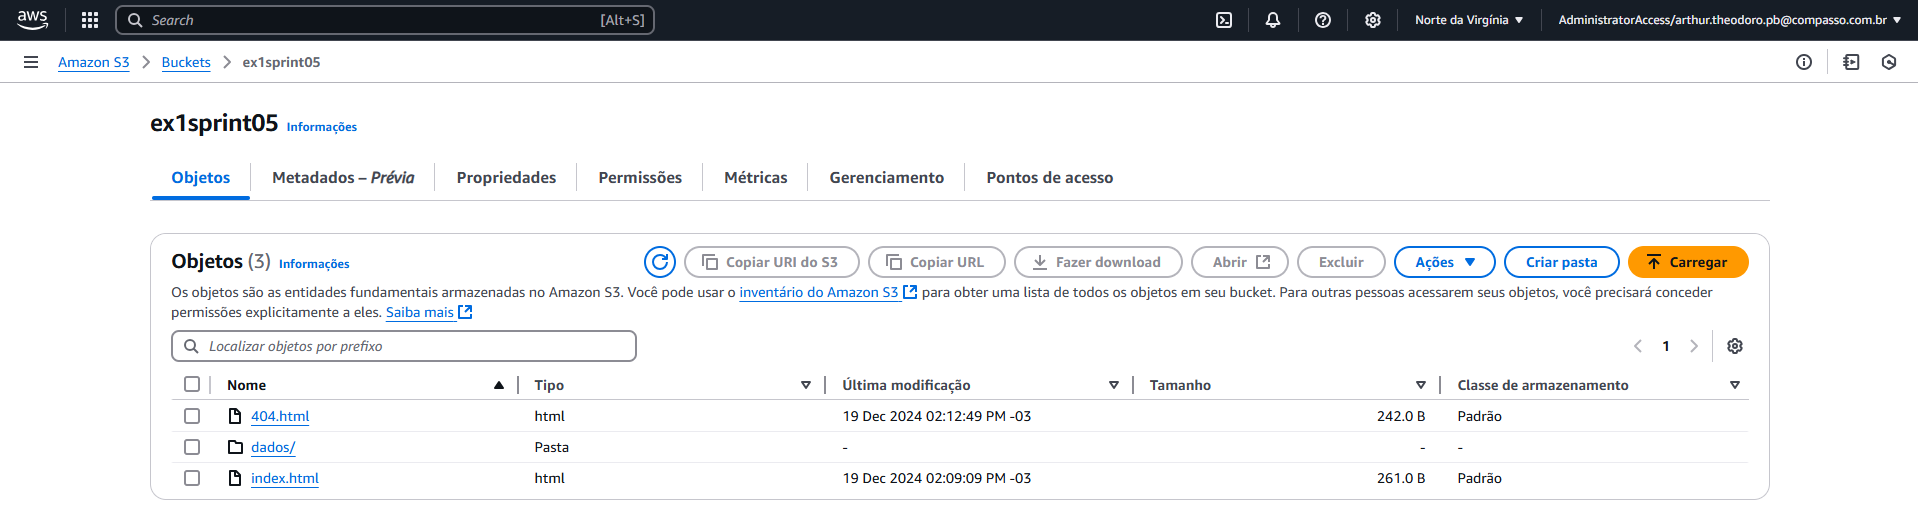 aws Search [Alt+S] Norte da Virgínia AdministratorAccess/arthur.theodoro.pb@compasso.com.br
Amazon S3 Buckets ex1sprint05
ex1sprint05 Informações
Objetos Metadados – Prévia Propriedades Permissões Métricas Gerenciamento Pontos de acesso
Objetos (3) Informações Copiar URI do S3 Copiar URL Fazer download Abrir Excluir Ações Criar pasta Carregar
Os objetos são as entidades fundamentais armazenadas no Amazon S3. Você pode usar o inventário do Amazon S3 para obter uma lista de todos os objetos em seu bucket. Para outras pessoas acessarem seus objetos, você precisará conceder
permissões explicitamente a eles. Saiba mais
Localizar objetos por prefixo 1
Nome Tipo Última modificação Tamanho Classe de armazenamento
404.html html 19 Dec 2024 02:12:49 PM -03 242.0 B Padrão
dados/ Pasta - - -
index.html html 19 Dec 2024 02:09:09 PM -03 261.0 B Padrão